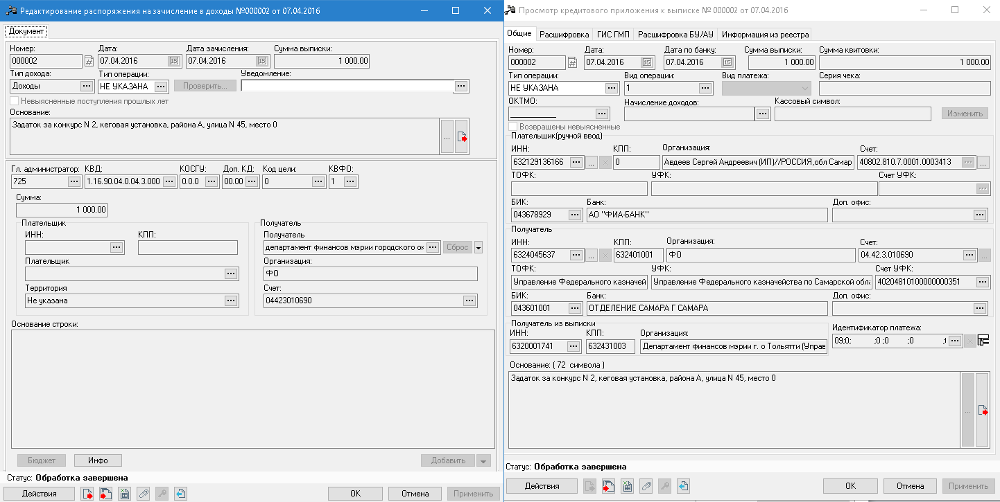 Редактирование распоряжения на зачисление в доходы №000002 от 07.04.2016
Документ
Номер: Дата: Дата зачисления: Сумма выписки:
000002 07.04.2016 07.04.2016 1 000.00
Тип дохода: Тип операции: Уведомление:
Доходы НЕ УКАЗАНА Проверить...
Невыясненные поступления прошлых лет
Основание:
Задаток за конкурс N 2, кеговая установка, района А, улица N 45, место 0
Гл. администратор: КВД: КОСГУ: Доп. КД: Код цели: КВФО:
725 1.16.90.04.0.04.3.000 0.0.0 00.00 0 1
Сумма:
1 000.00
Плательщик
ИНН: КПП:
Плательщик
Территория
Не указана
Получатель
Получатель
департамент финансов мэрии городского ок Сброс
Организация:
ФО
Счет:
04423010690
Основание строки:
Бюджет Инфо Добавить
Статус: Обработка завершена
Действия OK Отмена Применить
Просмотр кредитового приложения к выписке № 000002 от 07.04.2016
Общие Расшифровка ГИС ГМП Расшифровка БУ/АУ Информация из реестра
Номер: Дата: Дата по банку: Сумма выписки: Сумма квитовки:
000002 07.04.2016 07.04.2016 1 000.00 1 000.00
Тип операции: Вид операции: Вид платежа: Серия чека:
НЕ УКАЗАНА 1
ОКТМО: Начисление доходов: Кассовый символ:
Изменить
Возвращены невыясненные
Плательщик(ручной ввод)
ИНН: КПП: Организация: Счет:
632129136166 0 Авдеев Сергей Андреевич (ИП)//РОССИЯ,обл Самар 40802.810.7.0001.0003413
ТОФК: УФК: Счет УФК:
БИК: Банк: Доп. офис:
043678929 АО "ФИА-БАНК"
Получатель
ИНН: КПП: Организация: Счет:
6324045637 632401001 ФО 04.42.3.010690
ТОФК: УФК: Счет УФК:
Управление Федерального казначей Управление Федерального казначейства по Самарской обла 40204810100000000351
БИК: Банк: Доп. офис:
043601001 ОТДЕЛЕНИЕ САМАРА Г САМАРА
Получатель из выписки
ИНН: КПП: Организация: Идентификатор платежа:
6320001741 632431003 Департамент финансов мэрии г. о Тольятти (Управ 09;0; ;0 ;0 ;0
Основание: ( 72 символа )
Задаток за конкурс N 2, кеговая установка, района А, улица N 45, место 0
Статус: Обработка завершена
Действия OK Отмена Применить